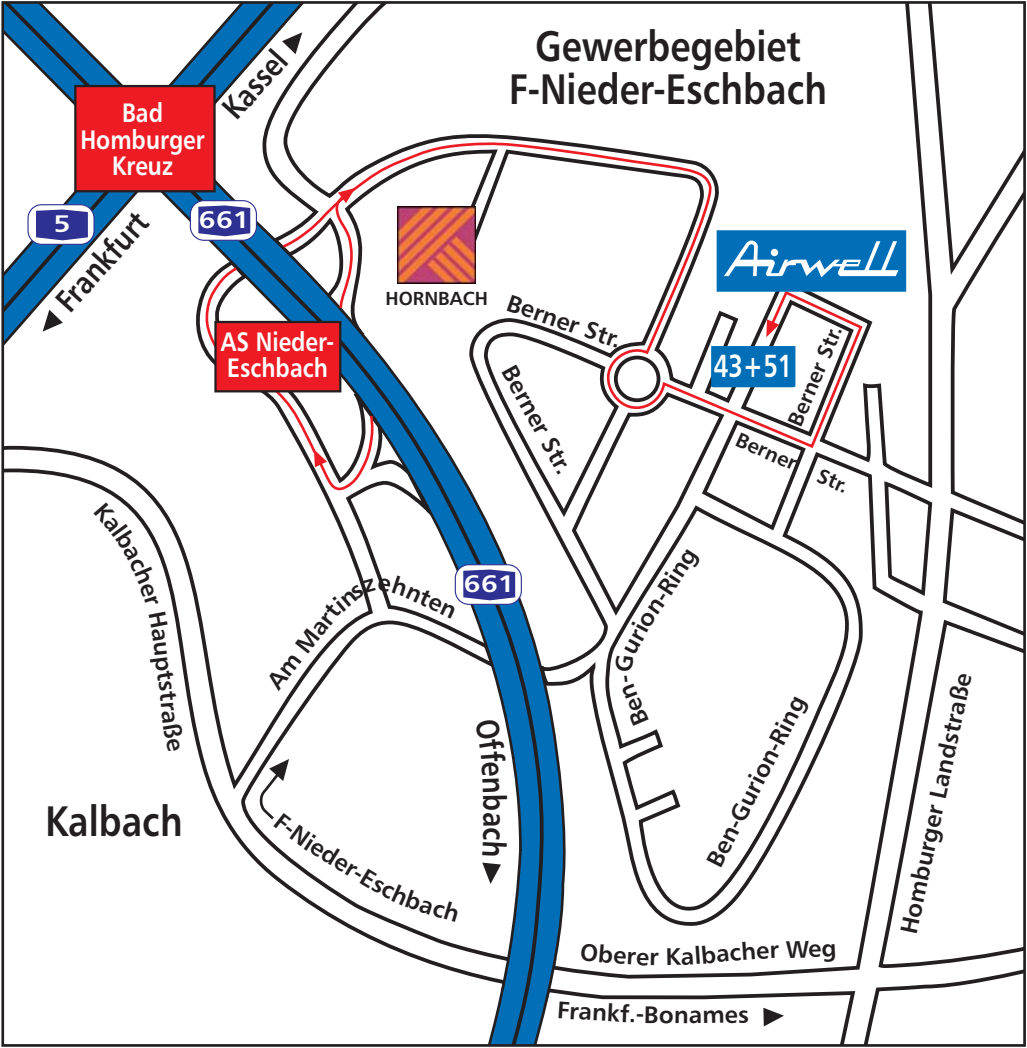 Gewerbegebiet
F-Nieder-Eschbach
Kassel
Bad
Homburger
Kreuz
5
661
Frankfurt
HORNBACH
Airwell
43+51
AS Nieder-
Eschbach
Berner Str.
Berner Str.
Berner Str.
Berner
Str.
661
Am Martinszehnten
Kalbacher Hauptstraße
Ben-Gurion-Ring
Ben-Gurion-Ring
Homburger Landstraße
Offenbach
Kalbach
F-Nieder-Eschbach
Oberer Kalbacher Weg
Frankf.-Bonames